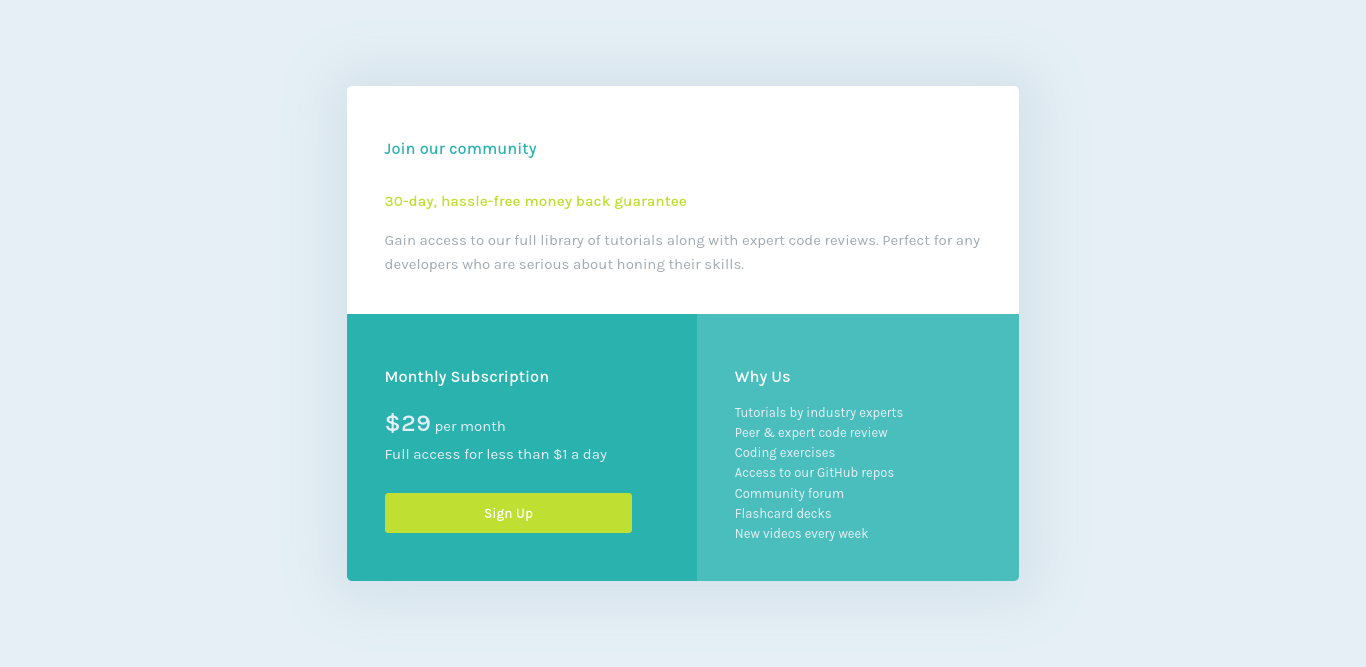 Join our community
30-day, hassle-free money back guarantee
Gain access to our full library of tutorials along with expert code reviews. Perfect for any
developers who are serious about honing their skills.
Monthly Subscription
$29 per month
Full access for less than $1 a day
Sign Up
Why Us
Tutorials by industry experts
Peer & expert code review
Coding exercises
Access to our GitHub repos
Community forum
Flashcard decks
New videos every week